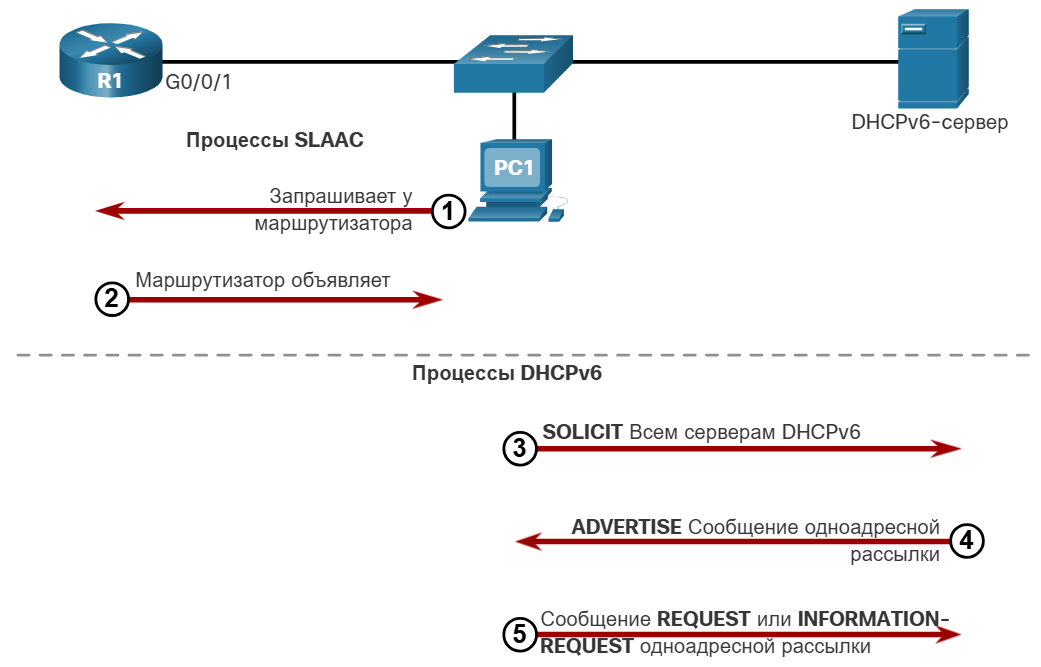 R1
G0/0/1
DHCPv6-сервер
Процессы SLAAC
PC1
Запрашивает у
маршрутизатора
1
Маршрутизатор объявляет
2
Процессы DHCPv6
SOLICIT Всем серверам DHCPv6
3
ADVERTISE Сообщение одноадресной
рассылки
4
Сообщение REQUEST или INFORMATION-
REQUEST одноадресной рассылки
5